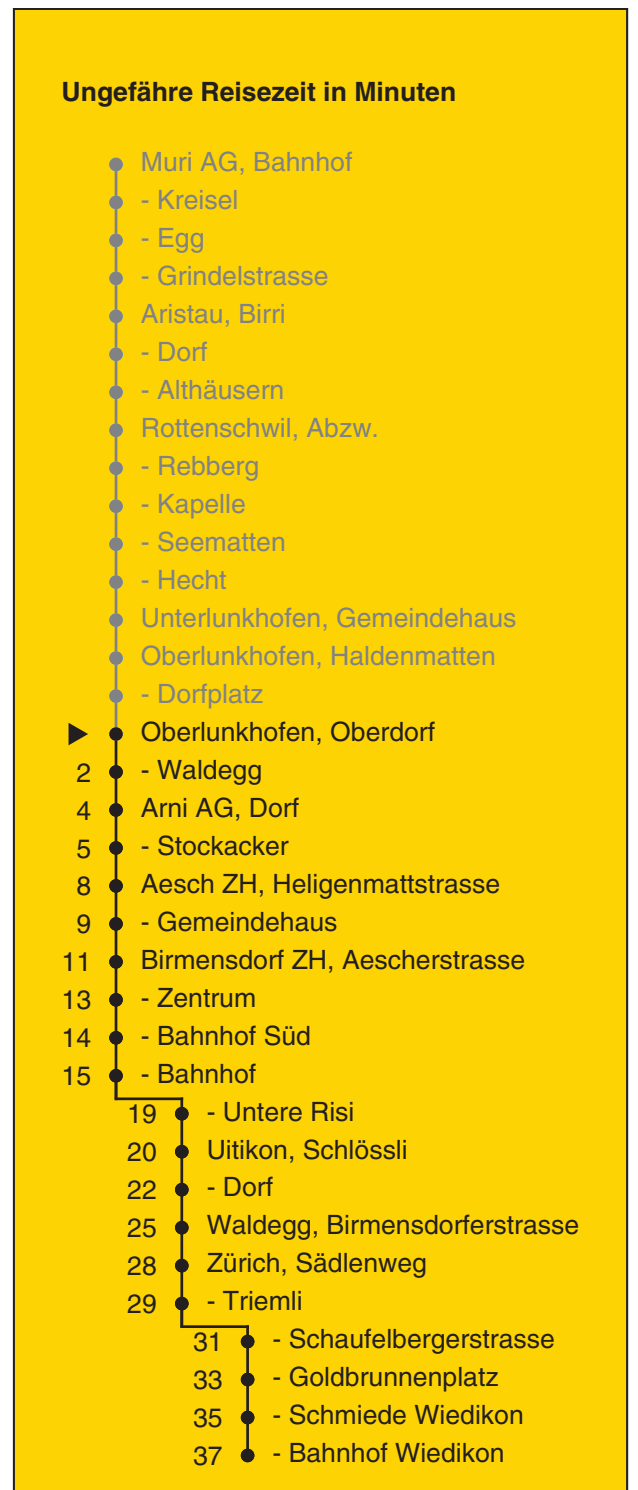 Ungefähre Reisezeit in Minuten
Muri AG, Bahnhof
- Kreisel
- Egg
- Grindelstrasse
Aristau, Birri
- Dorf
- Althäusern
Rottenschwil, Abzw.
- Rebberg
- Kapelle
- Seematten
- Hecht
Unterlunkhofen, Gemeindehaus
Oberlunkhofen, Haldenmatten
- Dorfplatz
Oberlunkhofen, Oberdorf
2 - Waldegg
4 Arni AG, Dorf
5 - Stockacker
8 Aesch ZH, Heligenmattstrasse
9 - Gemeindehaus
11 Birmensdorf ZH, Aescherstrasse
13 - Zentrum
14 - Bahnhof Süd
15 - Bahnhof
19 - Untere Risi
20 Uitikon, Schlössli
22 - Dorf
25 Waldegg, Birmensdorferstrasse
28 Zürich, Sädlenweg
29 - Triemli
31 - Schaufelbergerstrasse
33 - Goldbrunnenplatz
35 - Schmiede Wiedikon
37 - Bahnhof Wiedikon